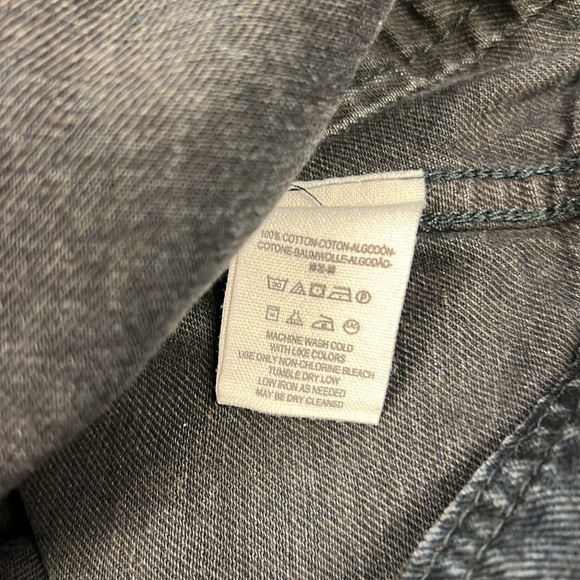 100% COTTON-COTON-ALGODÓN-
COTONE-BAUMWOLLE-ALGODÃO-
MACHINE WASH COLD
WITH LIKE COLORS
USE ONLY NON-CHLORINE BLEACH
TUMBLE DRY LOW
LOW IRON AS NEEDED
MAY BE DRY CLEANED